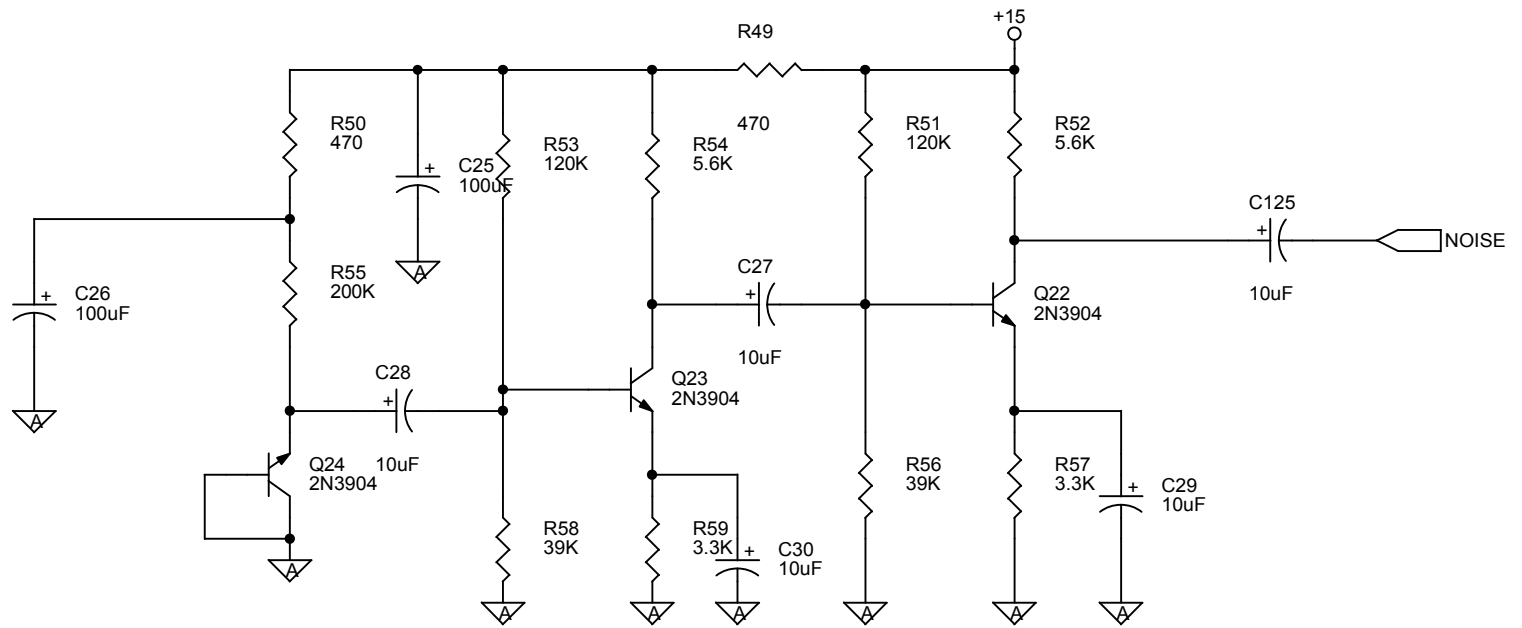 +15
R49
470
R50
470
C25
100uF
R53
120K
R54
5.6K
R51
120K
R52
5.6K
C125
10uF
NOISE
R55
200K
A
C26
100uF
C27
10uF
Q22
2N3904
C28
10uF
Q23
2N3904
A
Q24
2N3904
R56
39K
R57
3.3K
C29
10uF
R58
39K
R59
3.3K
C30
10uF
A
A
A
A
A
A
A
+
+
+
+
+
+
+